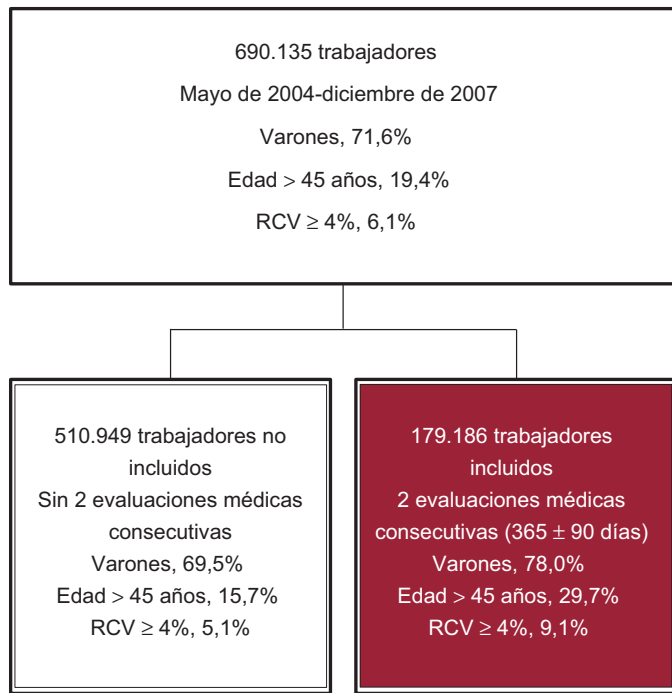 690.135 trabajadores
Mayo de 2004-diciembre de 2007
Varones, 71,6%
Edad > 45 años, 19,4%
RCV ≥ 4%, 6,1%
510.949 trabajadores no
incluidos
Sin 2 evaluaciones médicas
consecutivas
Varones, 69,5%
Edad > 45 años, 15,7%
RCV ≥ 4%, 5,1%
179.186 trabajadores
incluidos
2 evaluaciones médicas
consecutivas (365 ± 90 días)
Varones, 78,0%
Edad > 45 años, 29,7%
RCV ≥ 4%, 9,1%